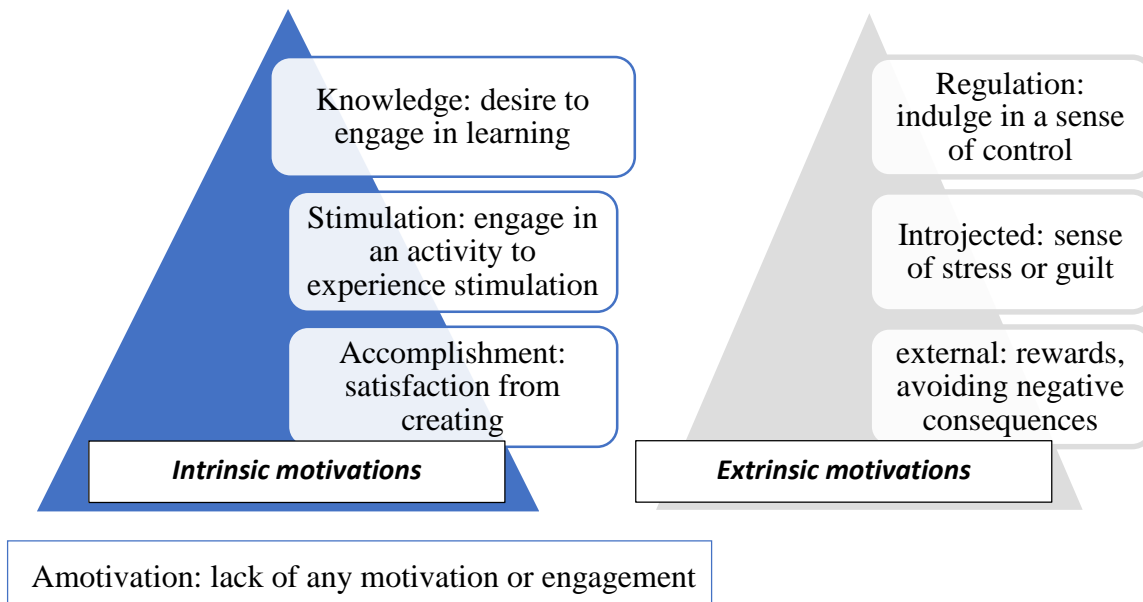 Knowledge: desire to
engage in learning
Stimulation: engage in
an activity to
experience stimulation
Accomplishment:
satisfaction from
creating
Intrinsic motivations
Regulation:
indulge in a sense
of control
Introjected: sense
of stress or guilt
external: rewards,
avoiding negative
consequences
Extrinsic motivations
Amotivation: lack of any motivation or engagement